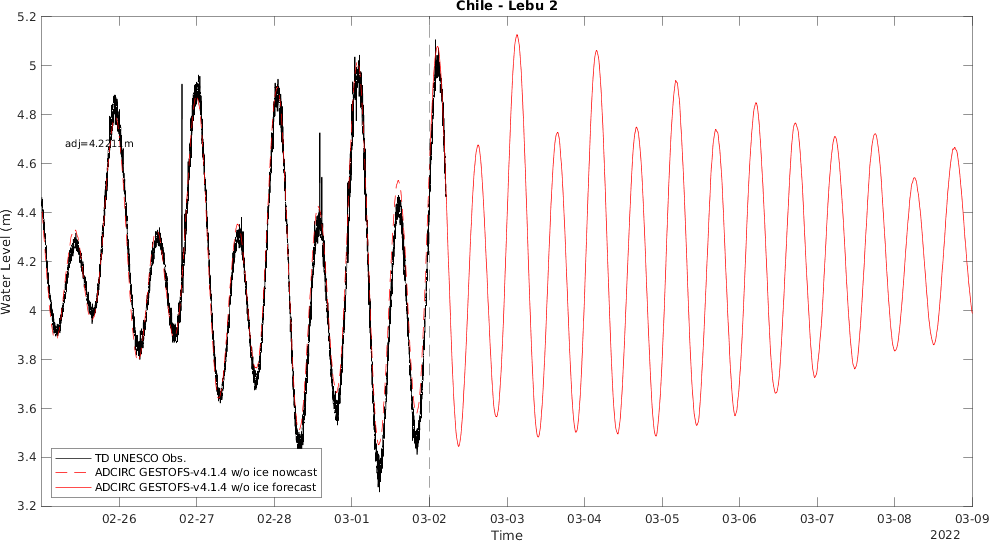 Chile - Lebu 2
5.2
5
4.8
4.6
4.4
4.2
4
3.8
3.6
3.4
3.2
Water Level (m)
adj=4.2211m
TD UNESCO Obs.
ADCIRC GESTOFS-v4.1.4 w/o ice nowcast
ADCIRC GESTOFS-v4.1.4 w/o ice forecast
02-26 02-27 02-28 03-01 03-02 03-03 03-04 03-05 03-06 03-07 03-08 03-09
Time
2022